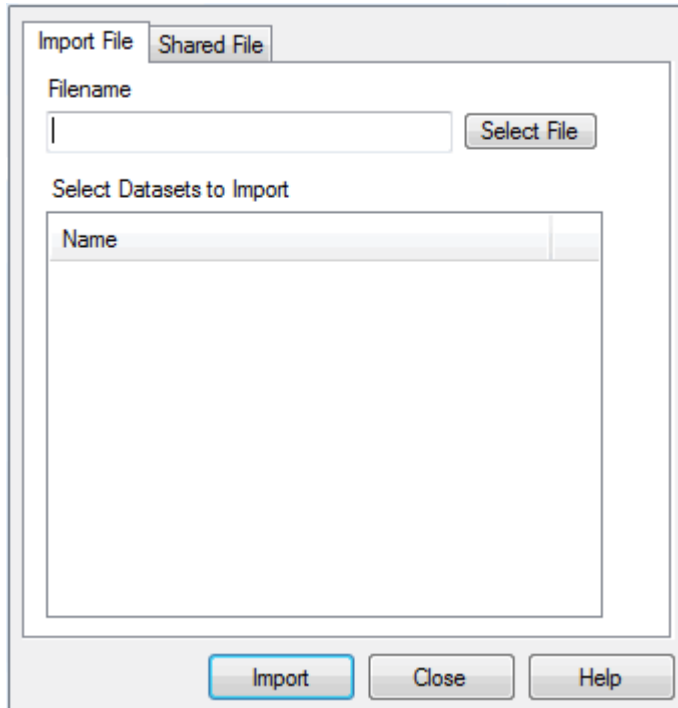 Import File Shared File
Filename
Select File
Select Datasets to Import
Name
Import Close Help